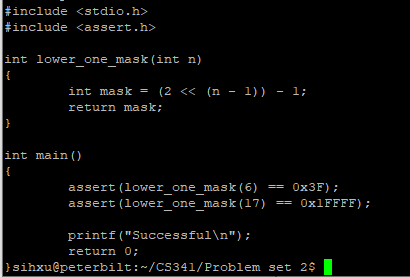 #include <stdio.h>
#include <assert.h>
int lower_one_mask(int n)
{
int mask = (2 << (n - 1)) - 1;
return mask;
}
int main()
{
assert(lower_one_mask(6) == 0x3F);
assert(lower_one_mask(17) == 0x1FFFF);
printf("Successful\n");
return 0;
}sihxu@peterbilt:~/CS341/Problem set 2$